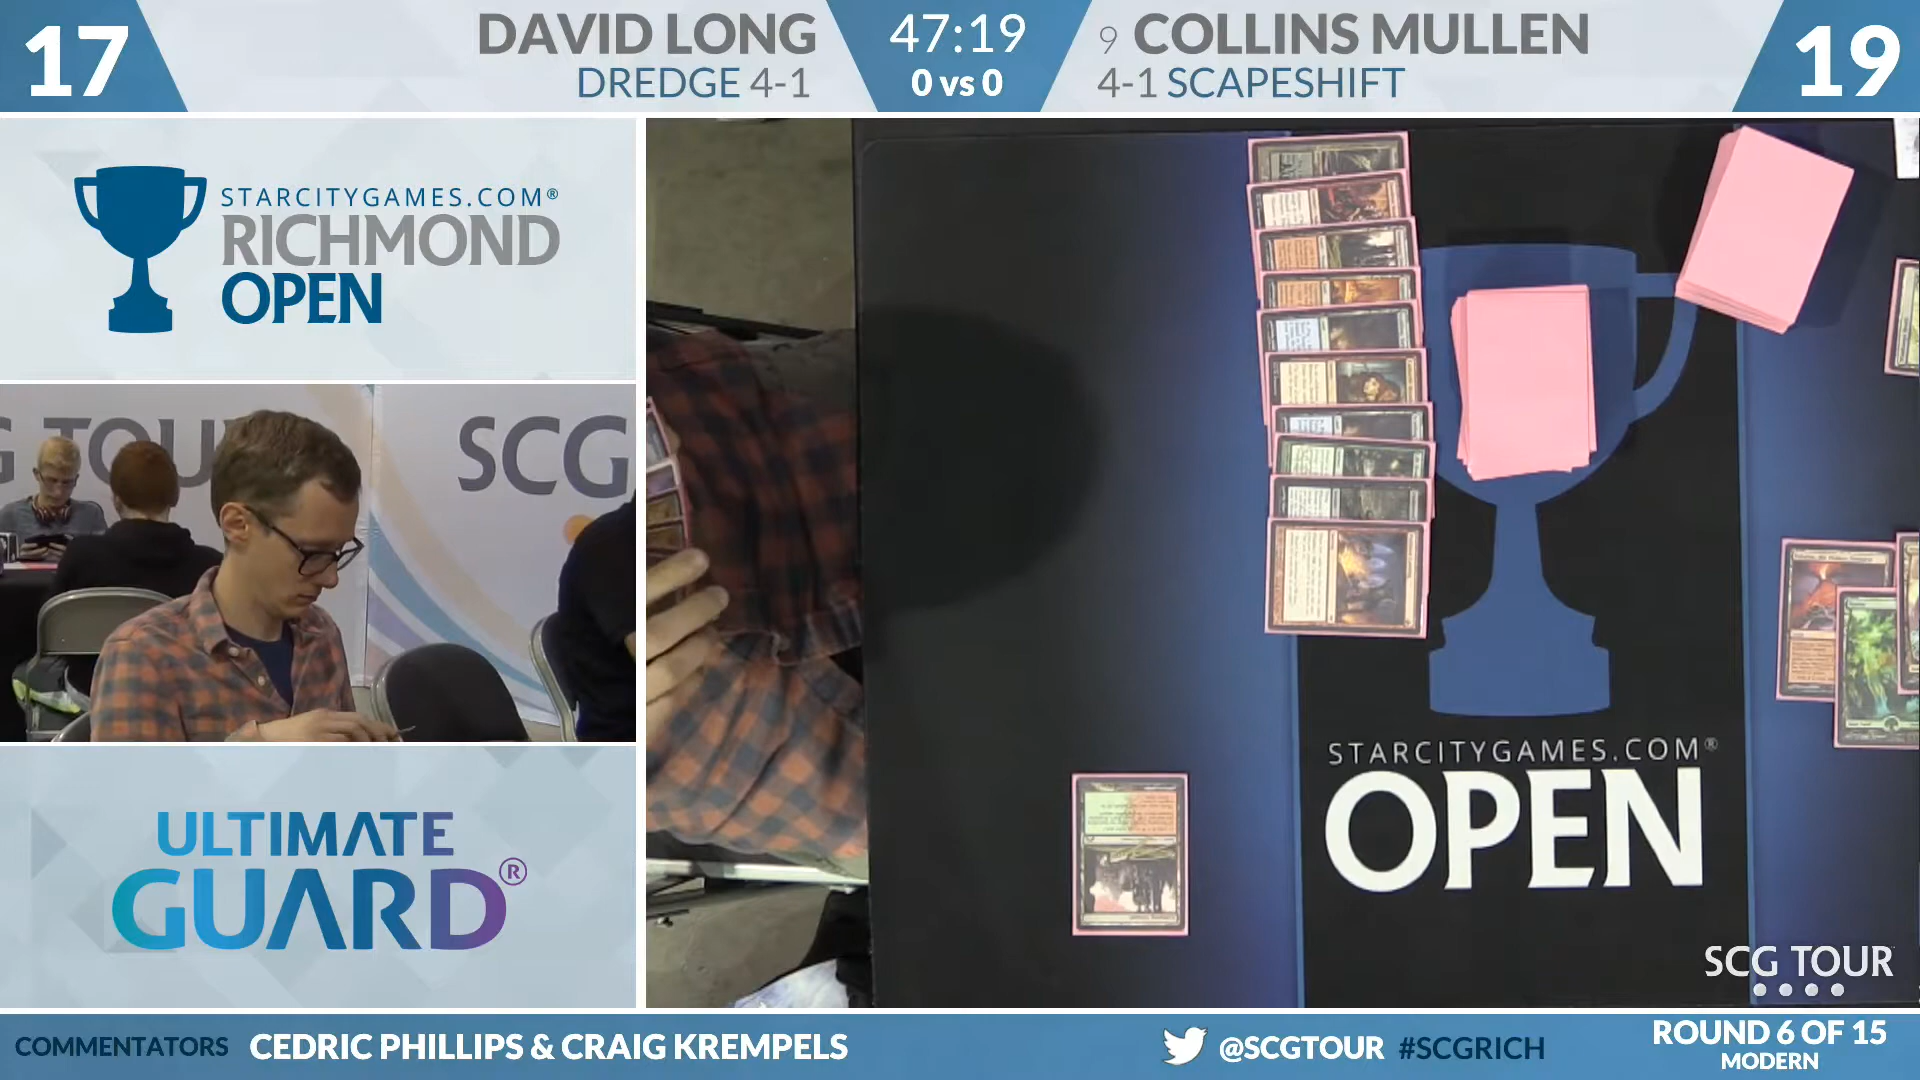 17
DAVID LONG
DREDGE 4-1
47:19
0 vs 0
9 COLLINS MULLEN
4-1 SCAPESHIFT
19
STARCITYGAMES.COM®
RICHMOND
OPEN
G TOUR
SCG
ULTIMATE
GUARD®
STARCITYGAMES.COM®
OPEN
SCG TOUR
COMMENTATORS CEDRIC PHILLIPS & CRAIG KREMPELS
@SCGTOUR #SCGRICH
ROUND 6 OF 15
MODERN